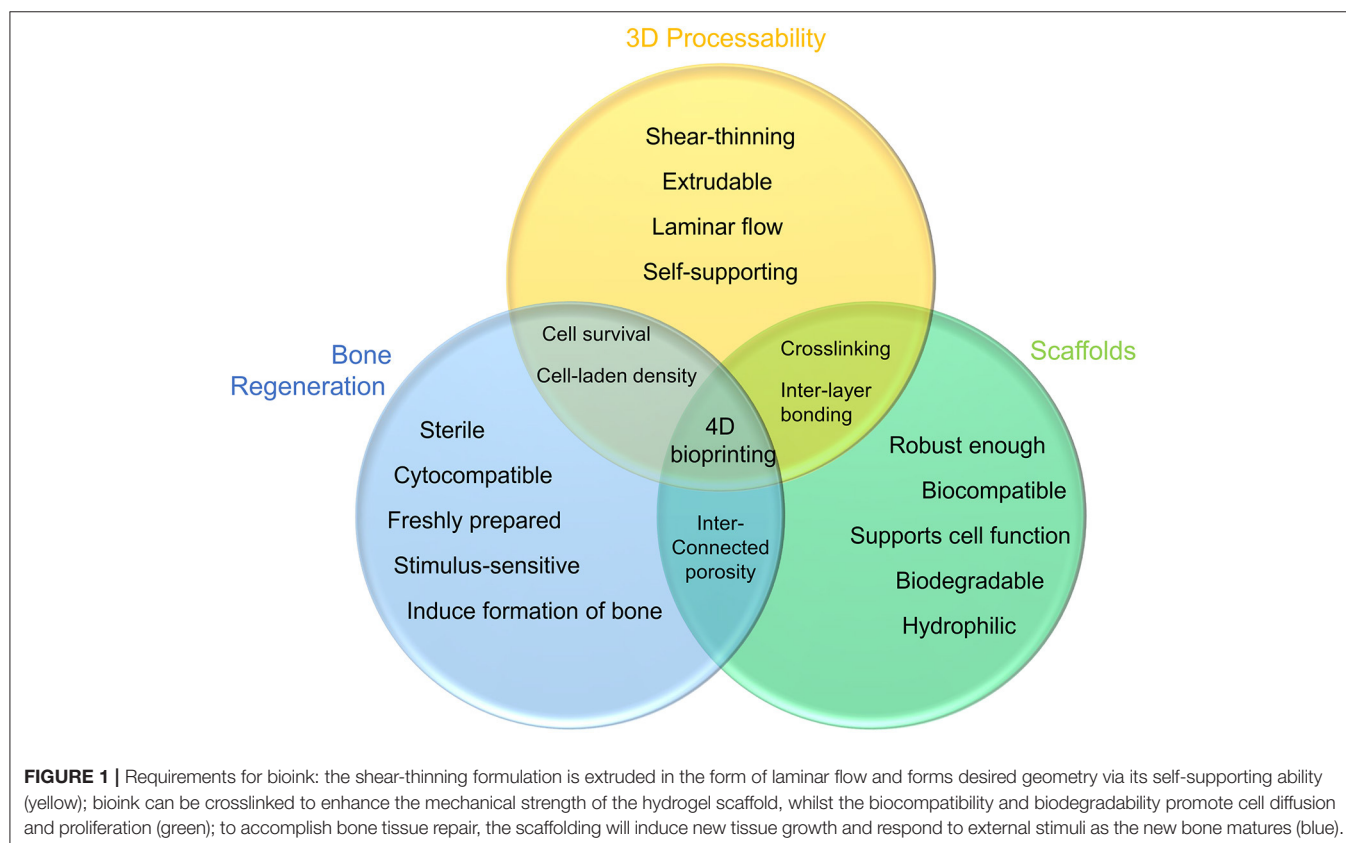 3D Processability
Shear-thinning
Extrudable
Laminar flow
Self-supporting
Cell survival
Cell-laden density
Crosslinking
Inter-layer
bonding
Bone
Regeneration
Scaffolds
4D
bioprinting
Sterile
Cytocompatible
Freshly prepared
Stimulus-sensitive
Induce formation of bone
Inter-
Connected
porosity
Robust enough
Biocompatible
Supports cell function
Biodegradable
Hydrophilic
FIGURE 1 | Requirements for bioink: the shear-thinning formulation is extruded in the form of laminar flow and forms desired geometry via its self-supporting ability
(yellow); bioink can be crosslinked to enhance the mechanical strength of the hydrogel scaffold, whilst the biocompatibility and biodegradability promote cell diffusion
and proliferation (green); to accomplish bone tissue repair, the scaffolding will induce new tissue growth and respond to external stimuli as the new bone matures (blue).